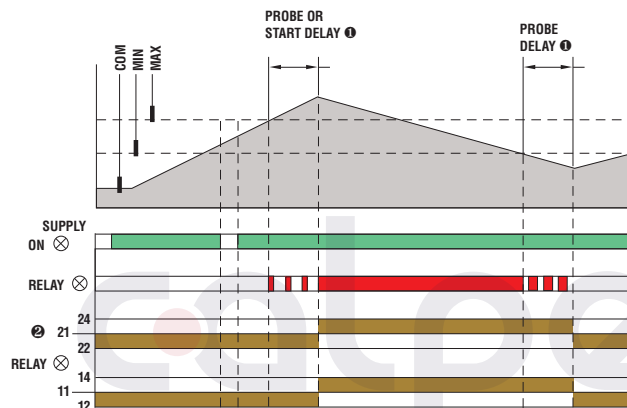 PROBE OR
START DELAY ❶
PROBE
DELAY ❶
COM
MIN
MAX
SUPPLY
ON
RELAY
24
❷ 21
22
RELAY
14
11
12
calpe